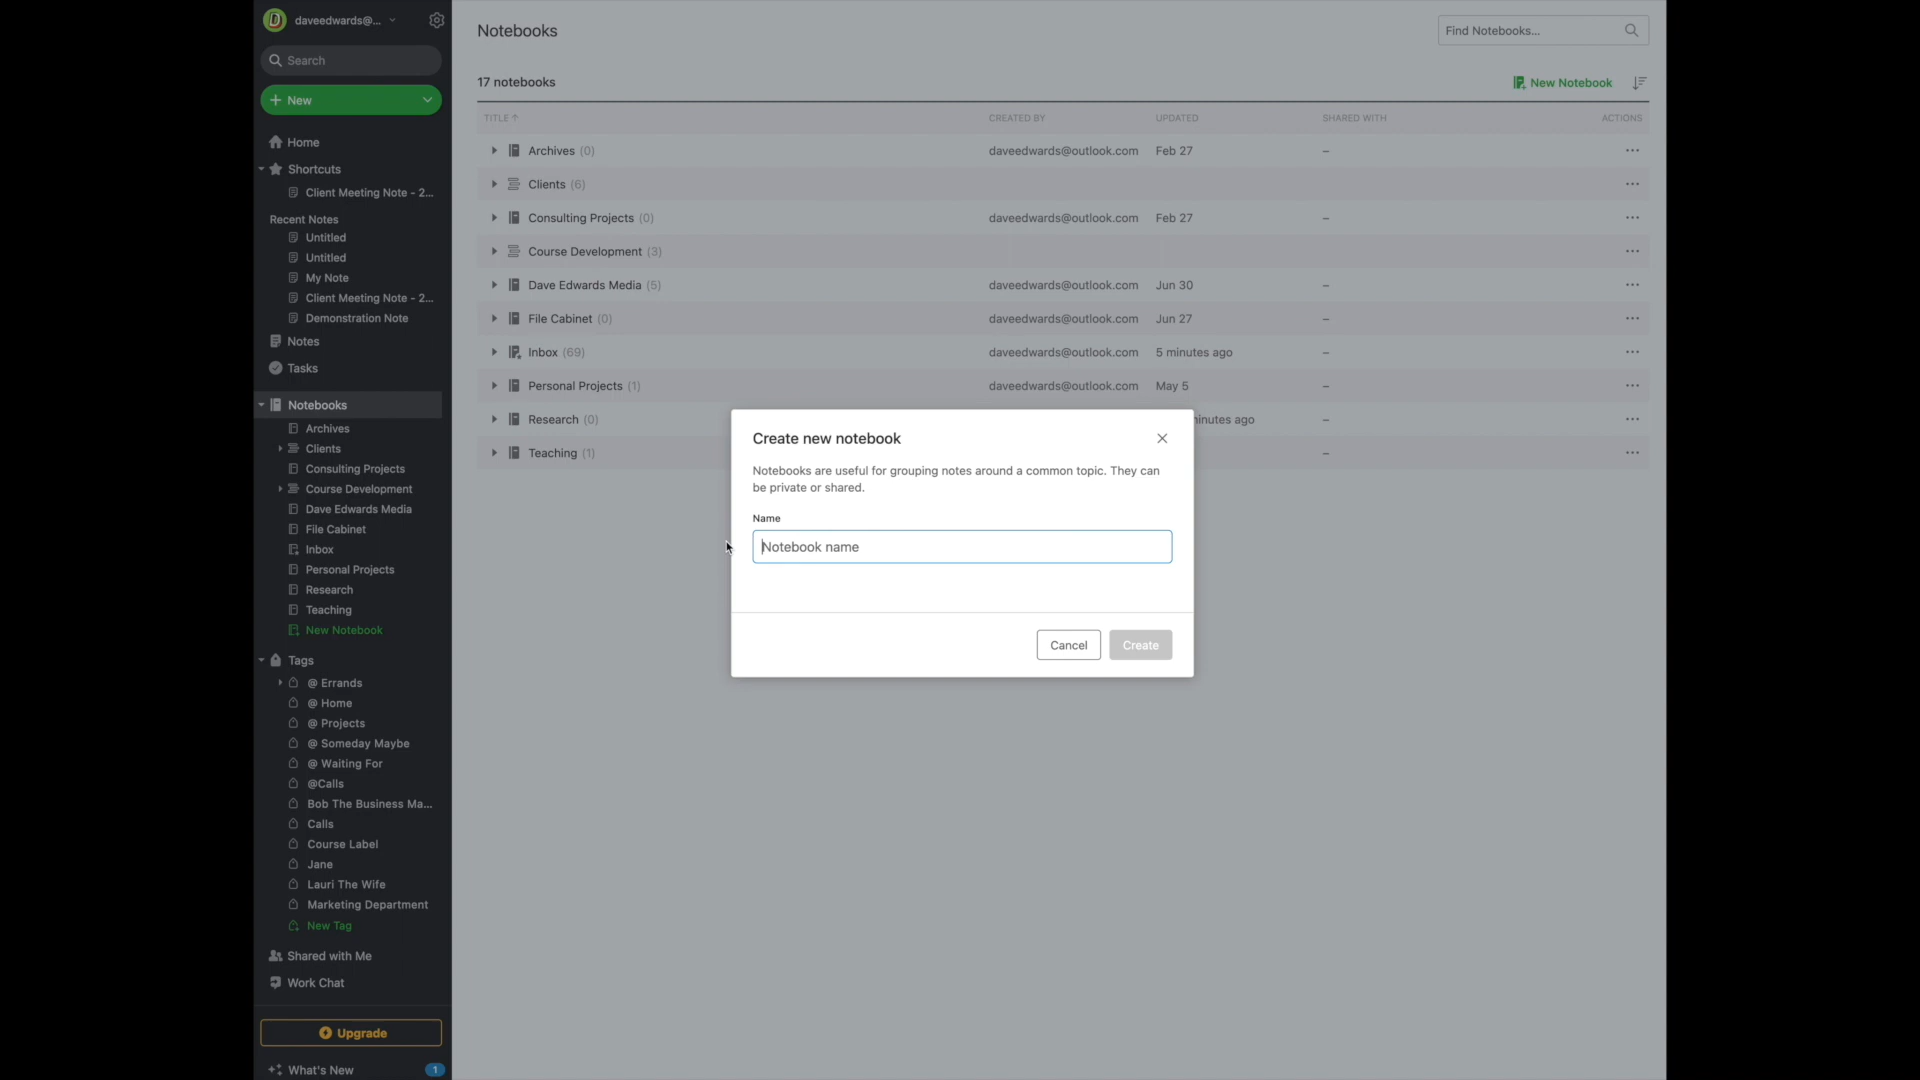 daveedwards@...
Search
New
Home
Shortcuts
Client Meeting Note - 2...
Recent Notes
Untitled
Untitled
My Note
Client Meeting Note - 2...
Demonstration Note
Notes
Tasks
Notebooks
Archives
Clients
Consulting Projects
Course Development
Dave Edwards Media
File Cabinet
Inbox
Personal Projects
Research
Teaching
New Notebook
Tags
@ Errands
@ Home
@ Projects
@ Someday Maybe
@ Waiting For
@Calls
Bob The Business Ma...
Calls
Course Label
Jane
Lauri The Wife
Marketing Department
New Tag
Shared with Me
Work Chat
Upgrade
What's New 1
Notebooks
Find Notebooks...
17 notebooks
New Notebook
TITLE CREATED BY UPDATED SHARED WITH ACTIONS
Archives (0) daveedwards@outlook.com Feb 27 –
Clients (6)
Consulting Projects (0) daveedwards@outlook.com Feb 27 –
Course Development (3)
Dave Edwards Media (5) daveedwards@outlook.com Jun 30 –
File Cabinet (0) daveedwards@outlook.com Jun 27 –
Inbox (69) daveedwards@outlook.com 5 minutes ago –
Personal Projects (1) daveedwards@outlook.com May 5 –
Research (0) inutes ago –
Teaching (1) –
Create new notebook
Notebooks are useful for grouping notes around a common topic. They can
be private or shared.
Name
Notebook name
Cancel
Create